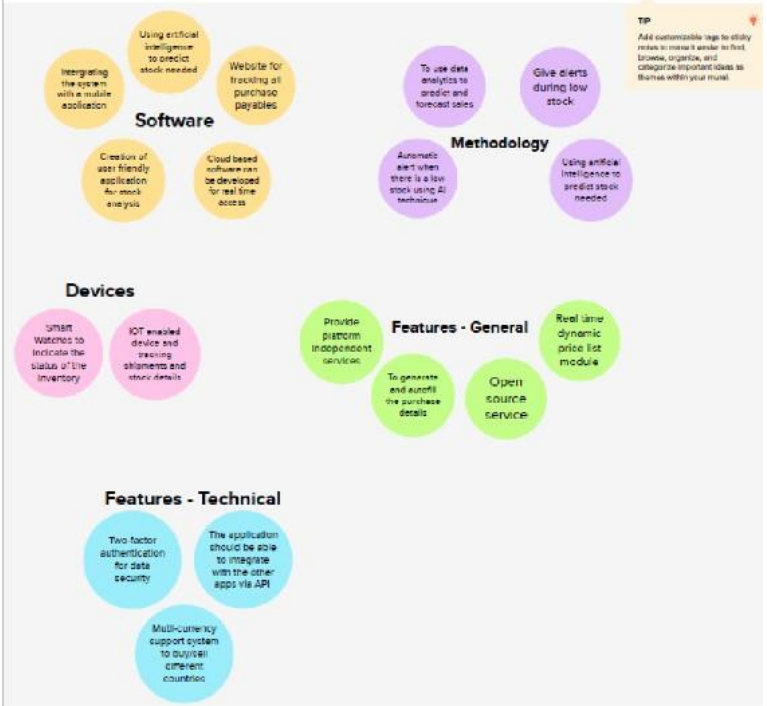 Using artificial
intelligence
to predict
stock needed
Intergrating
the system
with a mobile
application
Website for
tracking all
purchase
payables
Software
Creation of
user friendly
application
for stock
analysis
Cloud based
software can
be developed
for real time
access
To use data
analytics to
predict and
forecast sales
Give alerts
during low
stock
Methodology
Automatic
alert when
there is a low
stock using AI
technique
Using artificial
intelligence to
predict stock
needed
TIP
Add customizable tags to sticky
notes to make it easier to find,
browse, organize, and
categorize important ideas as
themes within your mural.
Devices
Smart
Watches to
indicate the
status of the
inventory
IOT enabled
device and
tracking
shipments and
stock details
Features - General
Provide
platform
independent
services
To generate
and autofill
the purchase
details
Open
source
service
Real time
dynamic
price list
module
Features - Technical
Two-factor
authentication
for data
security
The application
should be able
to integrate
with the other
apps via API
Multi-currency
support system
to buy/sell
different
countries